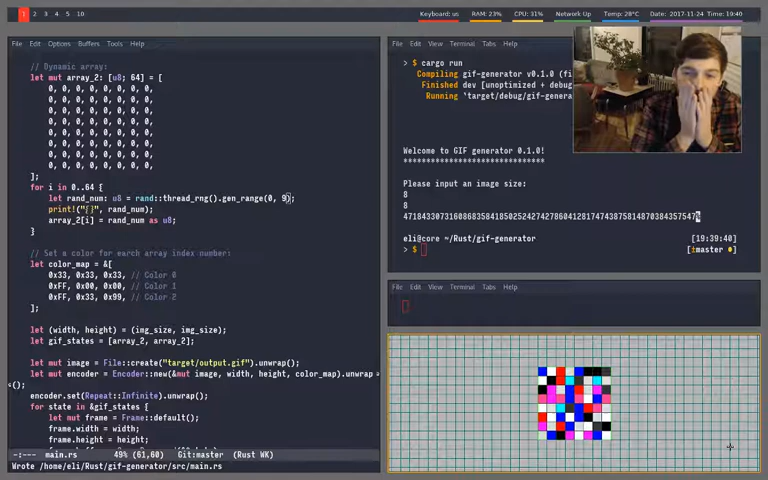 1 2 3 4 5 10
Keyboard: us RAM: 23% CPU: 31% Network Up Temp: 28°C Date: 2017-11-24 Time: 19:40
File Edit Options Buffers Tools Help
// Dynamic array:
let mut array_2: [u8; 64] = [
0, 0, 0, 0, 0, 0, 0, 0,
0, 0, 0, 0, 0, 0, 0, 0,
0, 0, 0, 0, 0, 0, 0, 0,
0, 0, 0, 0, 0, 0, 0, 0,
0, 0, 0, 0, 0, 0, 0, 0,
0, 0, 0, 0, 0, 0, 0, 0,
0, 0, 0, 0, 0, 0, 0, 0,
0, 0, 0, 0, 0, 0, 0, 0,
];
for i in 0..64 {
let rand_num: u8 = rand::thread_rng().gen_range(0, 9);
print!("{}", rand_num);
array_2[i] = rand_num as u8;
}
// Set a color for each array index number:
let color_map = &[
0x33, 0x33, 0x33, // Color 0
0xFF, 0x00, 0x00, // Color 1
0xFF, 0x33, 0x99, // Color 2
];
let (width, height) = (img_size, img_size);
let gif_states = [array_2, array_2];
let mut image = File::create("target/output.gif").unwrap();
let mut encoder = Encoder::new(&mut image, width, height, color_map).unwrap
();
encoder.set(Repeat::Infinite).unwrap();
for state in &gif_states {
let mut frame = Frame::default();
frame.width = width;
frame.height = height;
-:--- main.rs 49% (61,60) Git:master (Rust WK)
Wrote /home/eli/Rust/gif-generator/src/main.rs
File Edit View Terminal Tabs Help
> $ cargo run
Compiling gif-generator v0.1.0 (fi
Finished dev [unoptimized + debug
Running `target/debug/gif-genera
Welcome to GIF generator 0.1.0!
*******************************
Please input an image size:
8
8
eli@core ~/Rust/gif-generator [19:39:40]
> $ [±master ●]
File Edit View Terminal Tabs Help